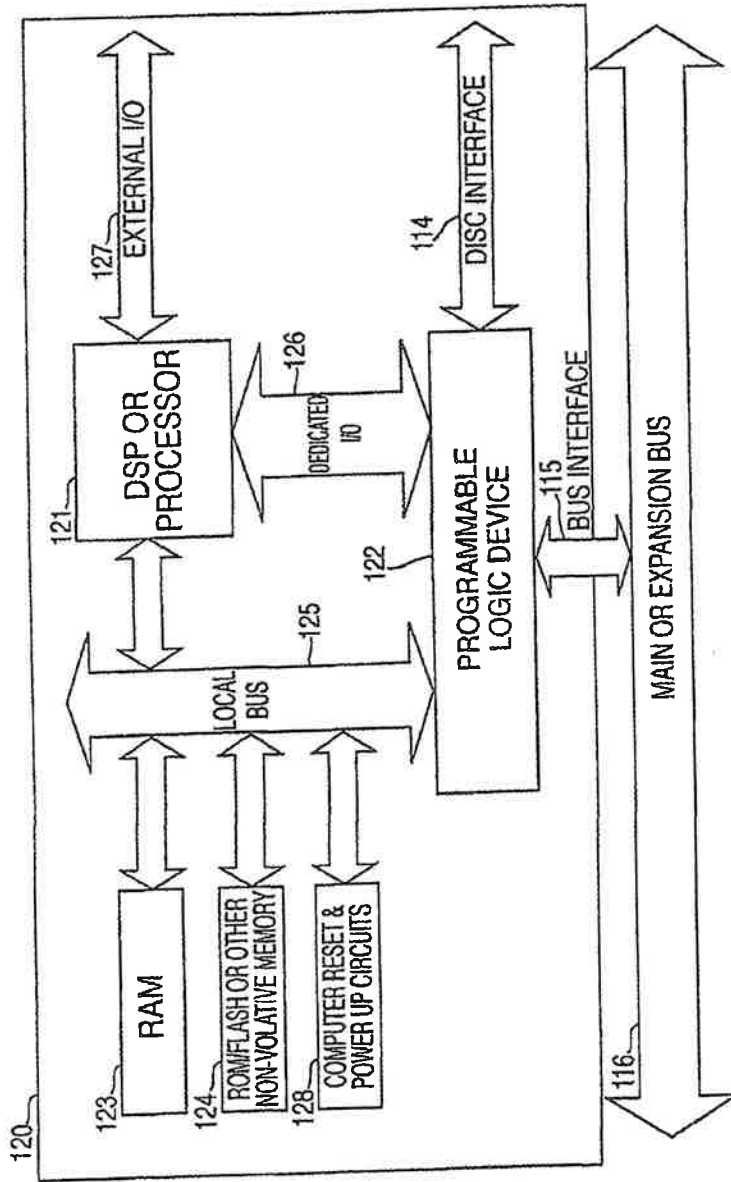 120
121
DSP OR
PROCESSOR
127
EXTERNAL I/O
123
RAM
125
LOCAL
BUS
126
DEDICATED
I/O
124
ROM/FLASH OR OTHER
NON-VOLATIVE MEMORY
128
COMPUTER RESET &
POWER UP CIRCUITS
122
PROGRAMMABLE
LOGIC DEVICE
114
DISC INTERFACE
115
BUS INTERFACE
116
MAIN OR EXPANSION BUS